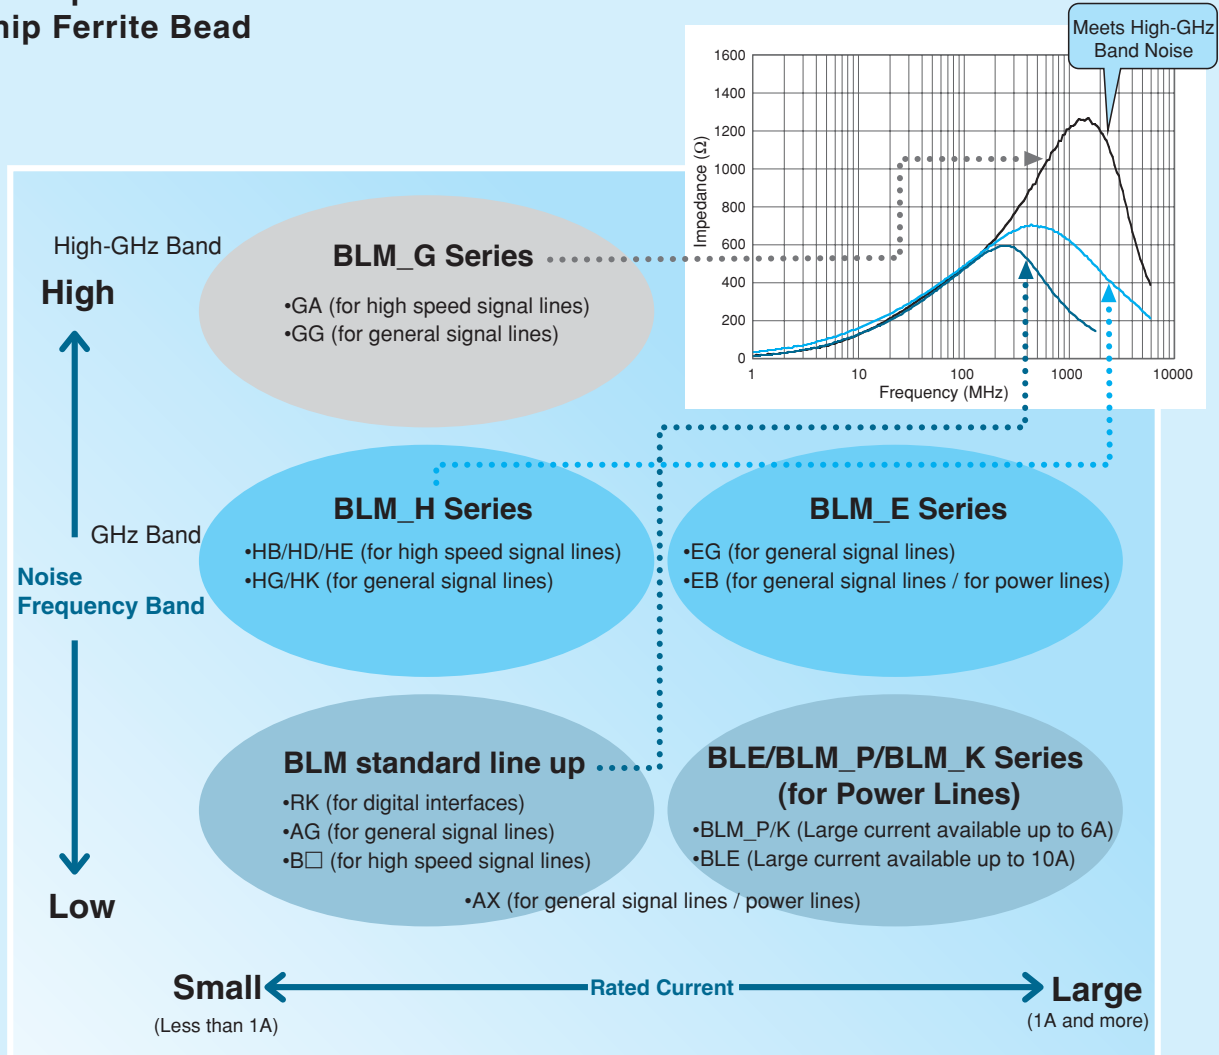 Chip Ferrite Bead
Meets High-GHz
Band Noise
1600
1400
1200
1000
800
600
400
200
0
Impedance (Ω)
1
10
100
1000
10000
Frequency (MHz)
High-GHz Band
High
BLM_G Series
•GA (for high speed signal lines)
•GG (for general signal lines)
GHz Band
Noise
Frequency Band
BLM_H Series
•HB/HD/HE (for high speed signal lines)
•HG/HK (for general signal lines)
BLM_E Series
•EG (for general signal lines)
•EB (for general signal lines / for power lines)
BLM standard line up
•RK (for digital interfaces)
•AG (for general signal lines)
•B□ (for high speed signal lines)
BLE/BLM_P/BLM_K Series
(for Power Lines)
•BLM_P/K (Large current available up to 6A)
•BLE (Large current available up to 10A)
•AX (for general signal lines / power lines)
Low
Small
(Less than 1A)
Rated Current
Large
(1A and more)